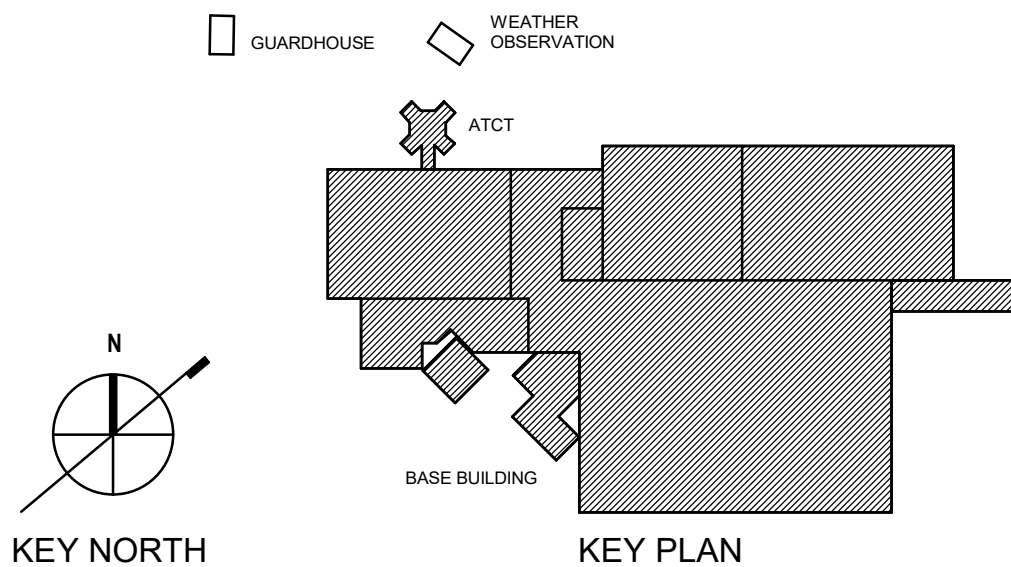 GUARDHOUSE
WEATHER
OBSERVATION
ATCT
N
BASE BUILDING
KEY NORTH
KEY PLAN